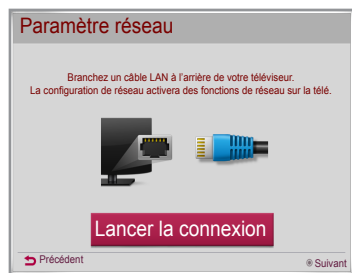 Paramètre réseau
Branchez un câble LAN à l'arrière de votre téléviseur.
La configuration de réseau activera des fonctions de réseau sur la télé.
Lancer la connexion
Précédent
Suivant